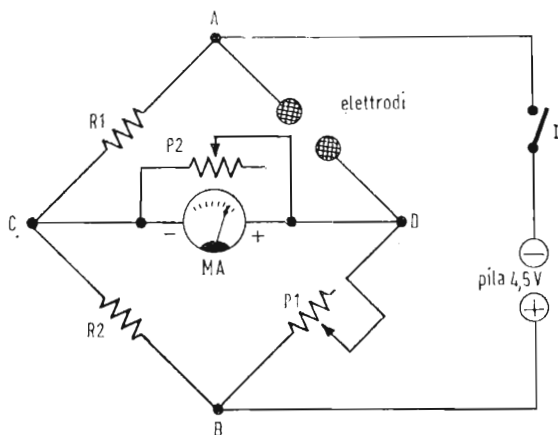 A
elettrodi
R1
P2
I
C
D
− +
MA
−
pila 4,5 V
+
R2
P1
B